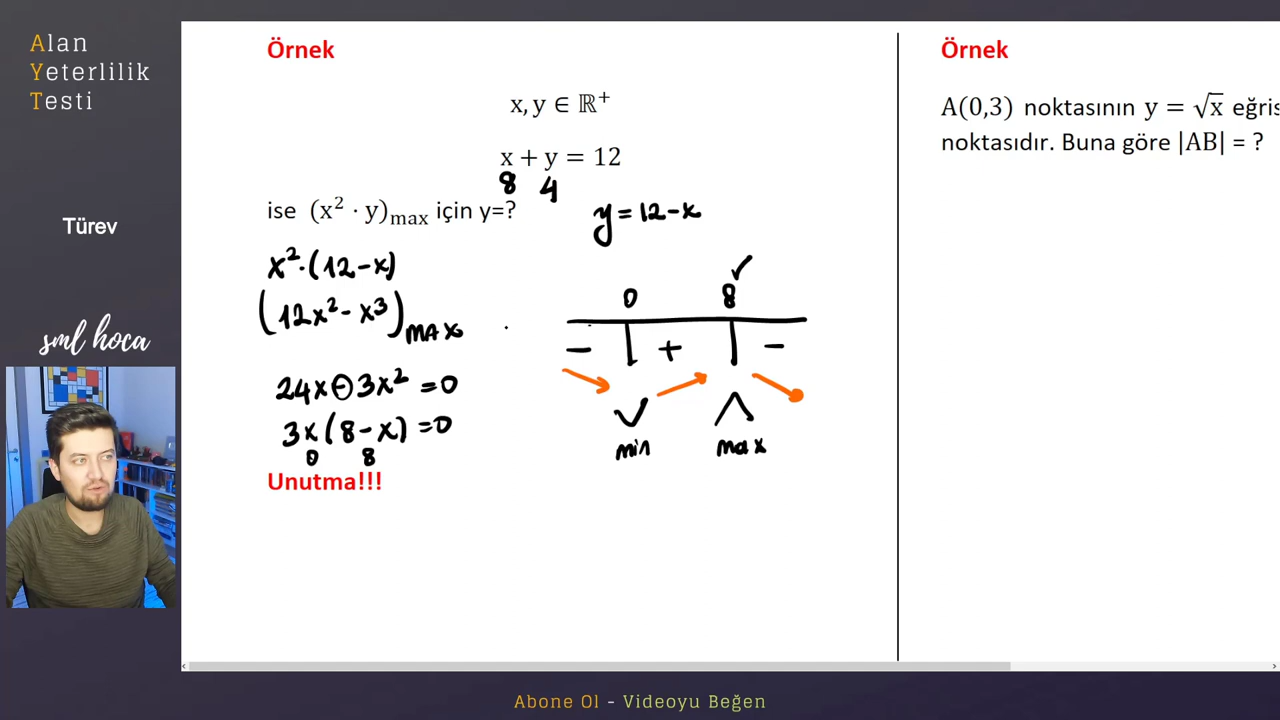 Alan
Yeterlilik
Testi
Türev
sml hoca
Örnek
x, y ∈ ℝ⁺
x + y = 12
8 4
ise (x² · y)max için y=?
y = 12 - x
x² · (12 - x)
(12x² - x³)MAX
24x - 3x² = 0
3x (8 - x) = 0
0 8
Unutma!!!
0 8 ✓
- + -
min max
Örnek
A(0,3) noktasının y = √x eğris
noktasıdır. Buna göre |AB| = ?
Abone Ol - Videoyu Beğen